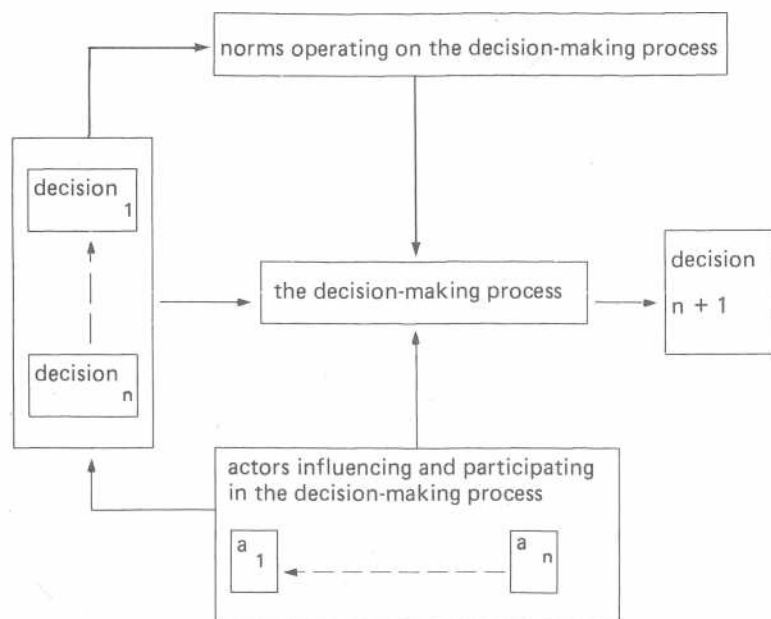 norms operating on the decision-making process
decision
1
decision
n
the decision-making process
decision
n + 1
actors influencing and participating
in the decision-making process
a 1
a n